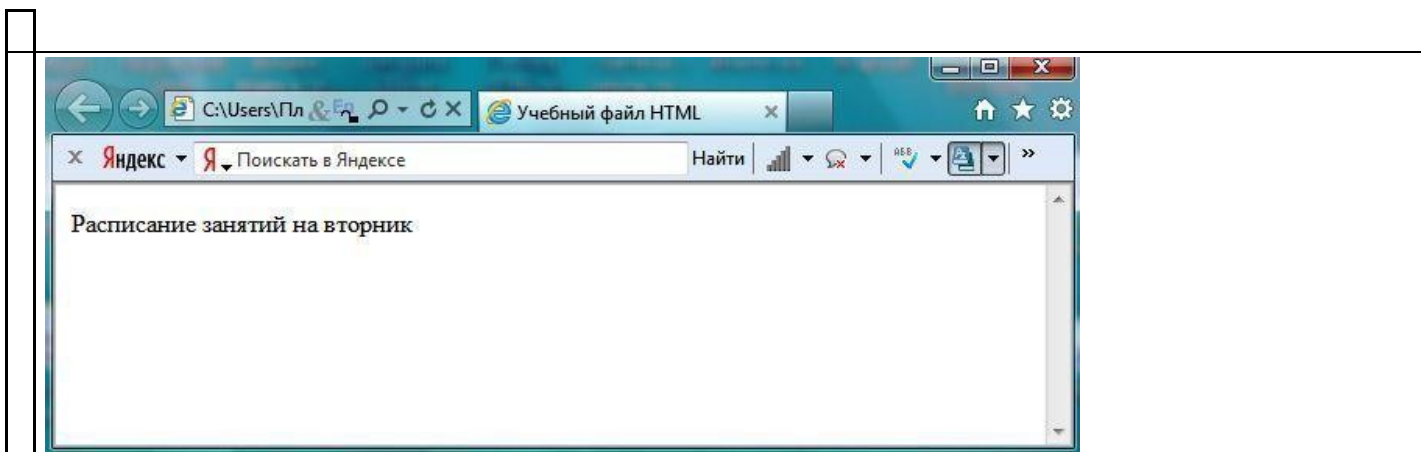 C:\Users\Пл
Учебный файл HTML
Яндекс
Я Поискать в Яндексе
Найти
Расписание занятий на вторник